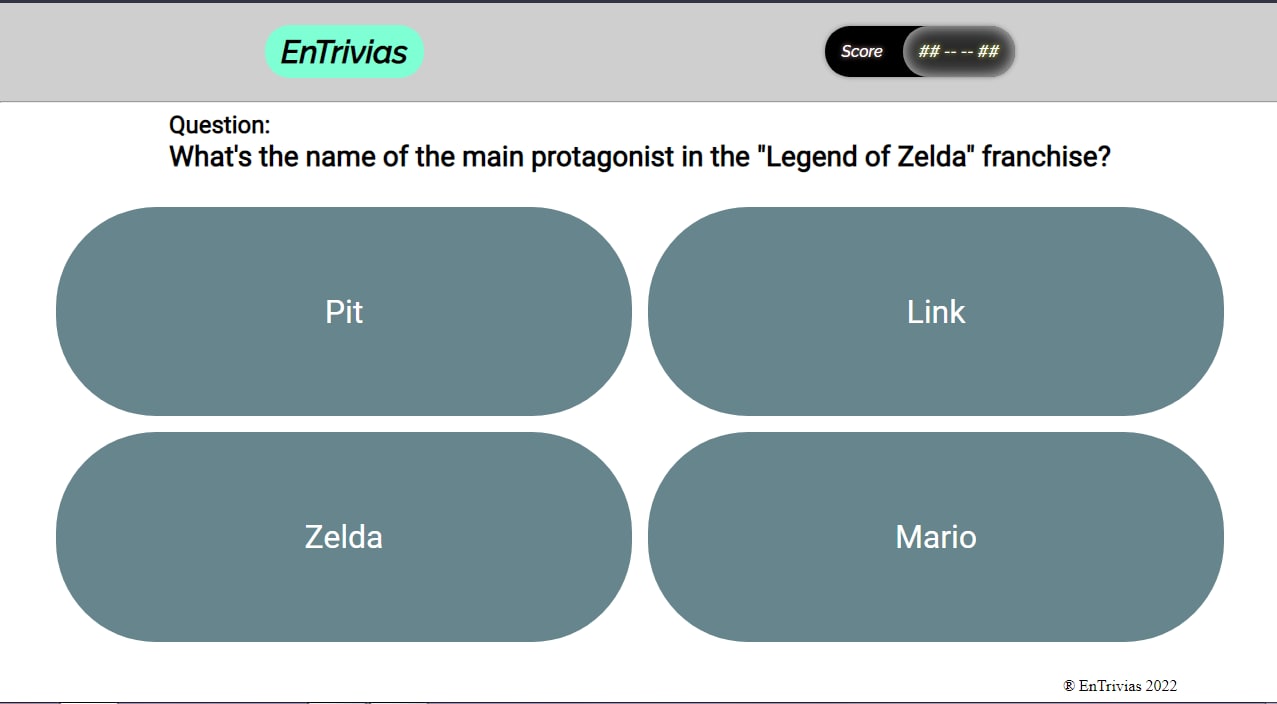 EnTrivias
Score ## -- -- ##
Question:
What's the name of the main protagonist in the "Legend of Zelda" franchise?
Pit
Link
Zelda
Mario
® EnTrivias 2022